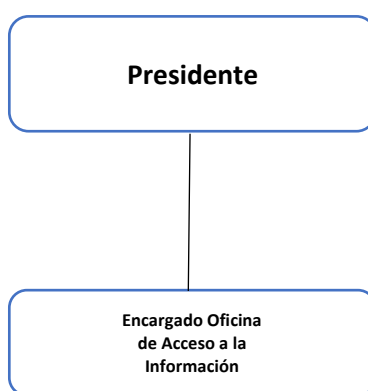 Presidente
Encargado Oficina
de Acceso a la
Información